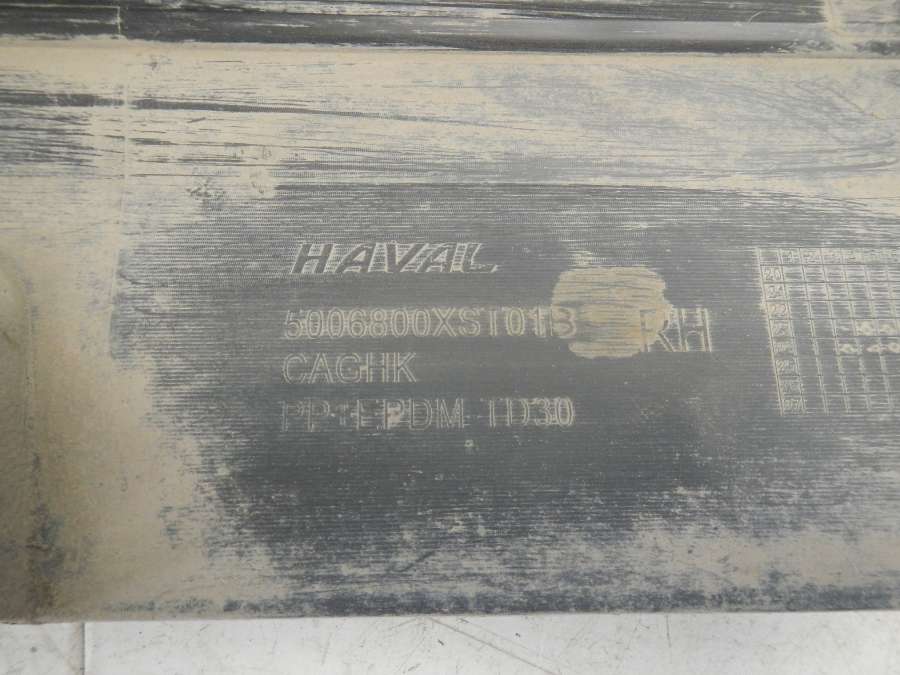 HAVAL
5006800XST01B RH
CAGHK
PP+EPDM TD30